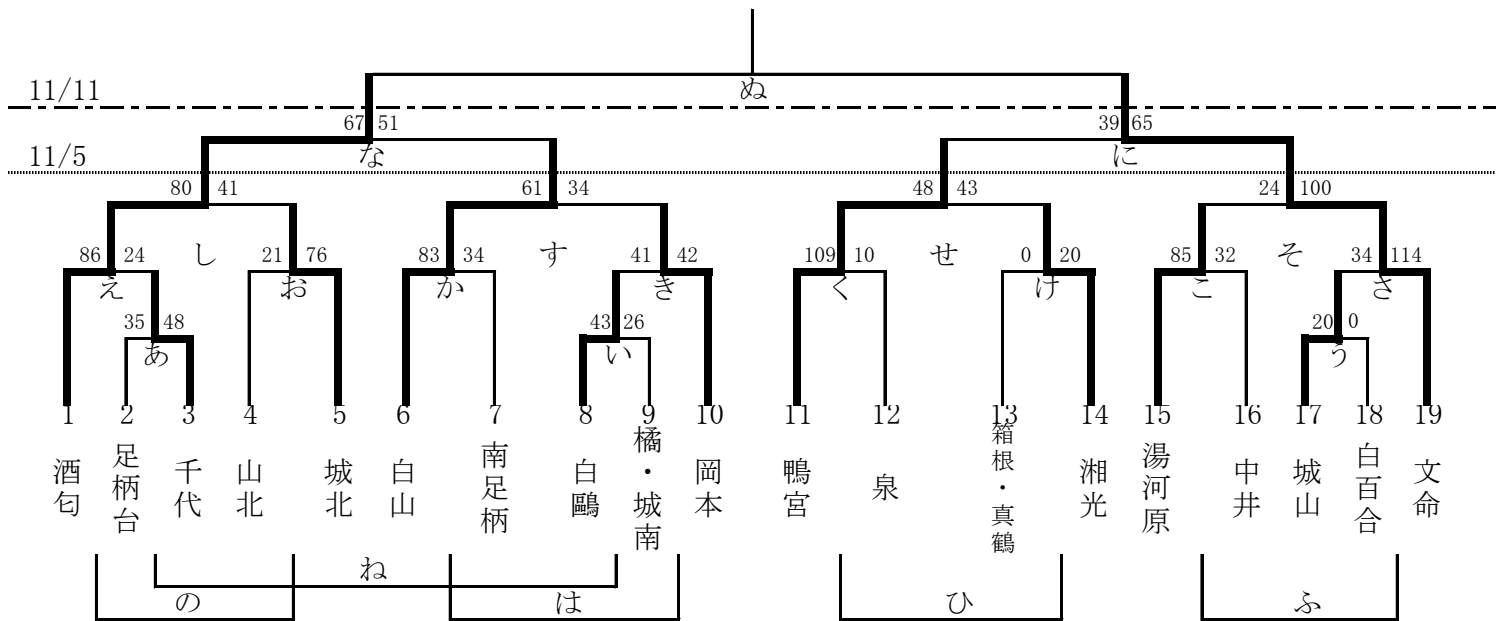 ぬ
11/11
67 51
39 65
な
に
11/5
80 41
61 34
48 43
24 100
し
す
せ
そ
86 24
21 76
83 34
41 42
109 10
0 20
85 32
34 114
え
お
か
き
く
け
こ
さ
35 48
43 26
20 0
あ
い
う
1 2 3 4 5 6 7 8 9 10 11 12 13 14 15 16 17 18 19
酒匂
足柄台
千代
山北
城北
白山
南足柄
白鷗
橘・城南
岡本
鴨宮
泉
箱根・真鶴
湘光
湯河原
中井
城山
白百合
文命
ね
の
は
ひ
ふ